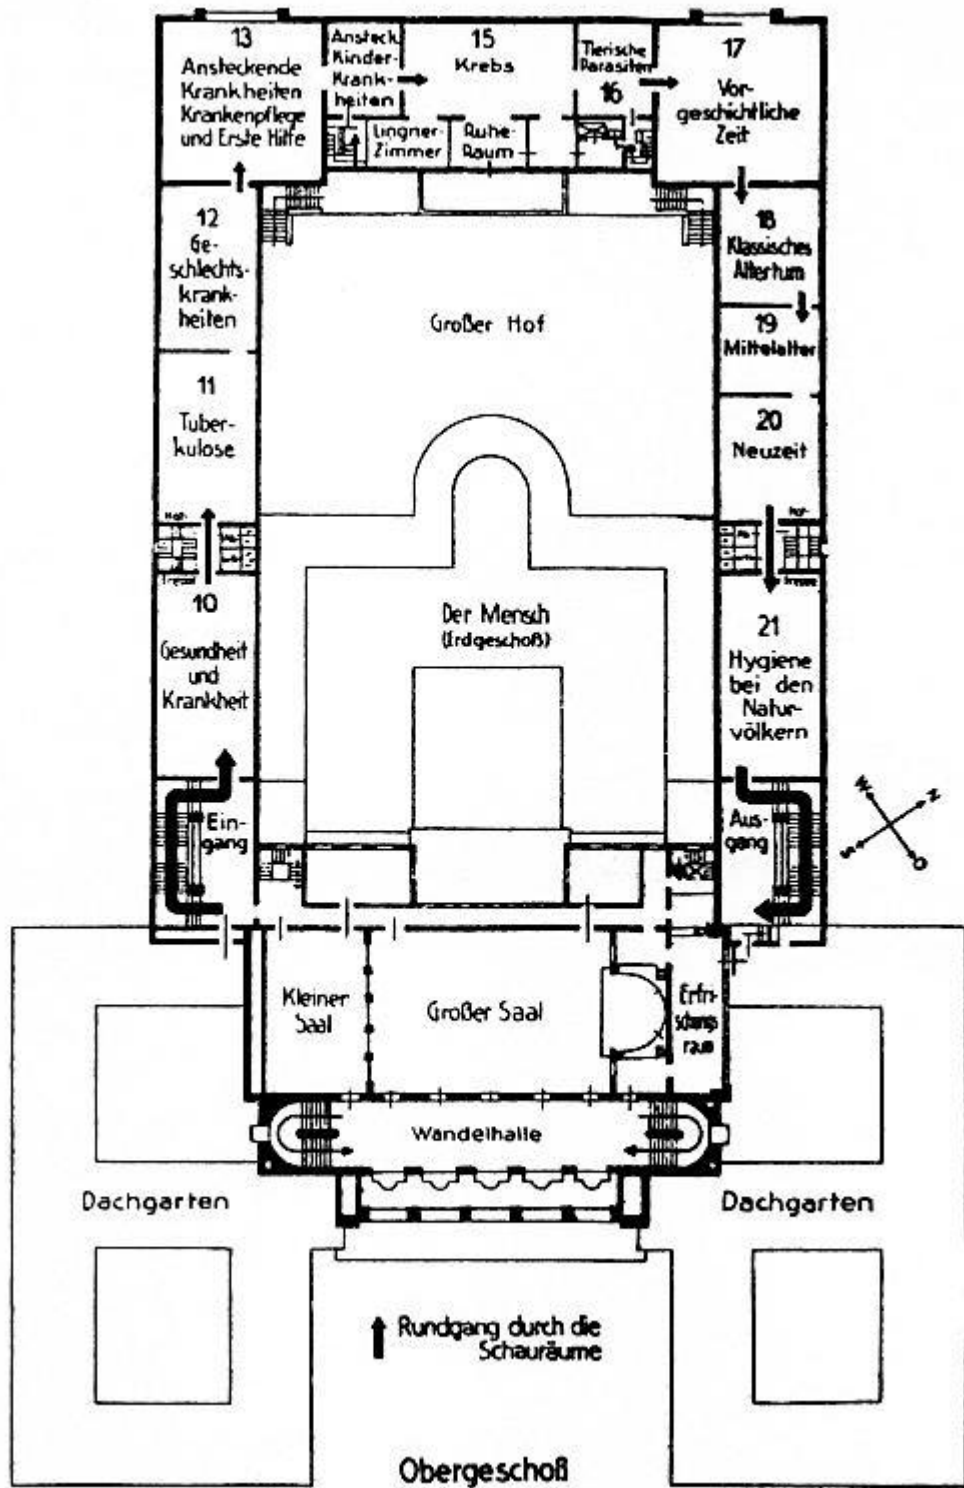 13
Ansteckende
Krankheiten
Krankenpflege
und Erste Hilfe
Ansteck.
Kinder-
Krank-
heiten
15
Krebs
Tierische
Parasiten
16
17
Vor-
geschichtliche
Zeit
Lingner-
Zimmer
Ruhe-
Raum
12
Ge-
schlechts-
krank-
heiten
18
Klassisches
Altertum
Großer Hof
19
Mittelalter
11
Tuber-
kulose
20
Neuzeit
Hof-
Hof-
10
Gesundheit
und
Krankheit
Der Mensch
(Erdgeschoß)
21
Hygiene
bei den
Natur-
völkern
Ein-
gang
Aus-
gang
W
N
S
O
Kleiner
Saal
Großer Saal
Erfri-
schungs
raum
Wandelhalle
Dachgarten
Dachgarten
Rundgang durch die
Schauräume
Obergeschoß